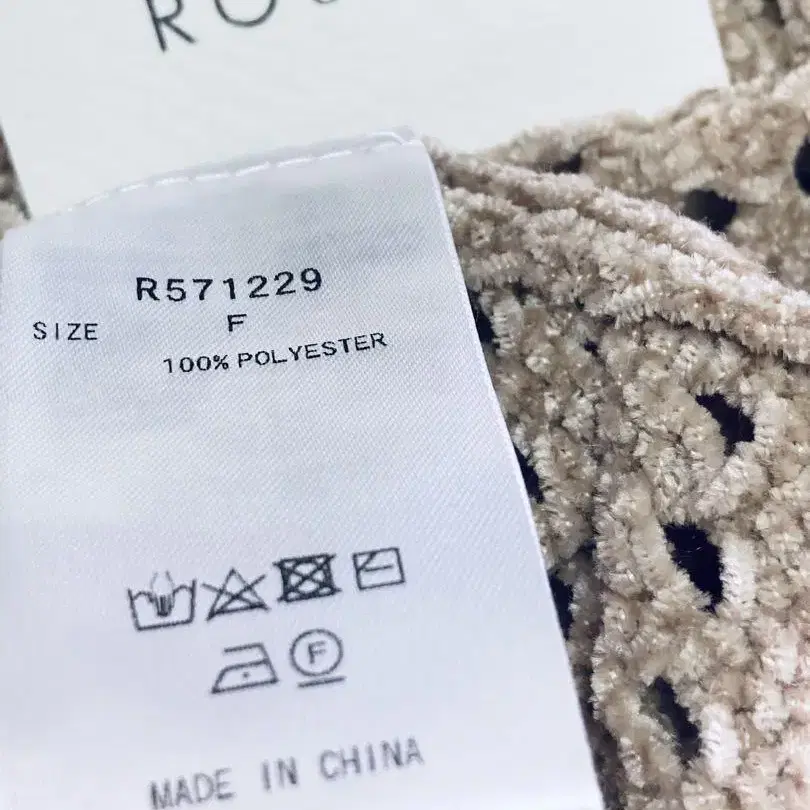 R571229
SIZE F
100% POLYESTER
F
MADE IN CHINA